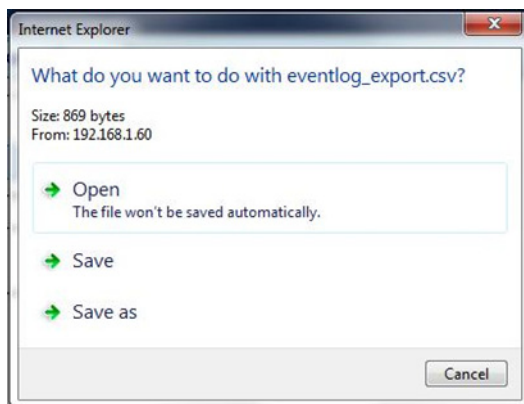 Internet Explorer
What do you want to do with eventlog_export.csv?
Size: 869 bytes
From: 192.168.1.60
Open
The file won't be saved automatically.
Save
Save as
Cancel